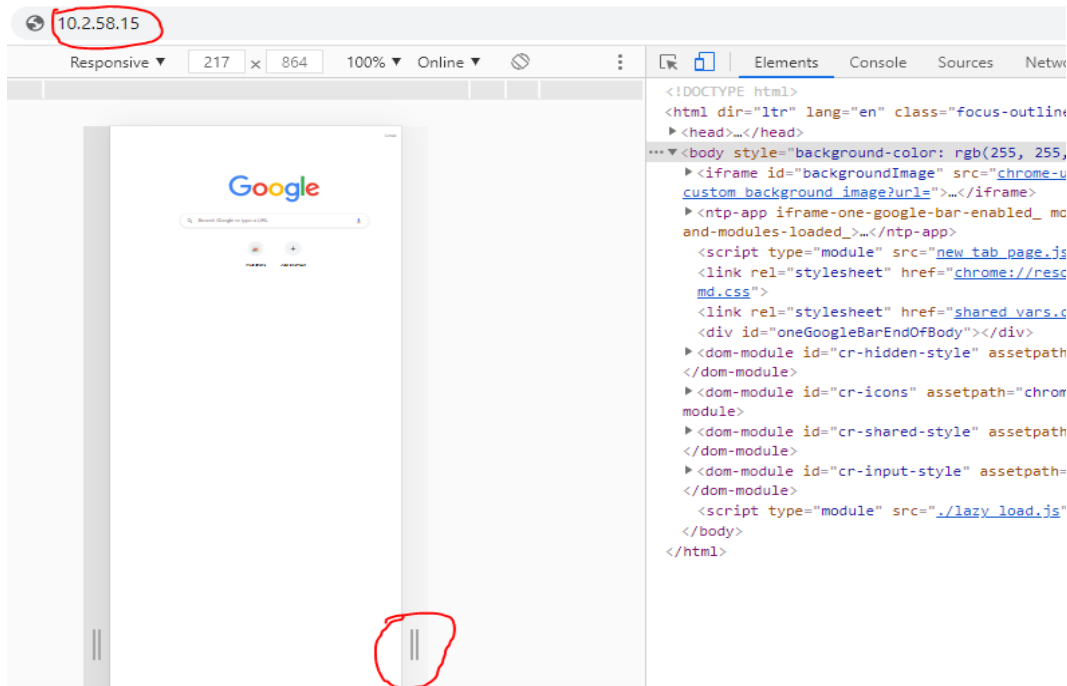 10.2.58.15
Responsive ▼ 217 × 864 100% ▼ Online ▼
Elements Console Sources Netwo
Google
Search Google or type a URL
<!DOCTYPE html>
<html dir="ltr" lang="en" class="focus-outline
▶<head>…</head>
…▼<body style="background-color: rgb(255, 255,
▶<iframe id="backgroundImage" src="chrome-u
custom_background_image?url=">…</iframe>
▶<ntp-app iframe-one-google-bar-enabled_ mo
and-modules-loaded_>…</ntp-app>
<script type="module" src="new_tab_page.js
<link rel="stylesheet" href="chrome://reso
md.css">
<link rel="stylesheet" href="shared_vars.c
<div id="oneGoogleBarEndOfBody"></div>
▶<dom-module id="cr-hidden-style" assetpath
</dom-module>
▶<dom-module id="cr-icons" assetpath="chrom
module>
▶<dom-module id="cr-shared-style" assetpath
</dom-module>
▶<dom-module id="cr-input-style" assetpath=
</dom-module>
<script type="module" src="./lazy_load.js"
</body>
</html>